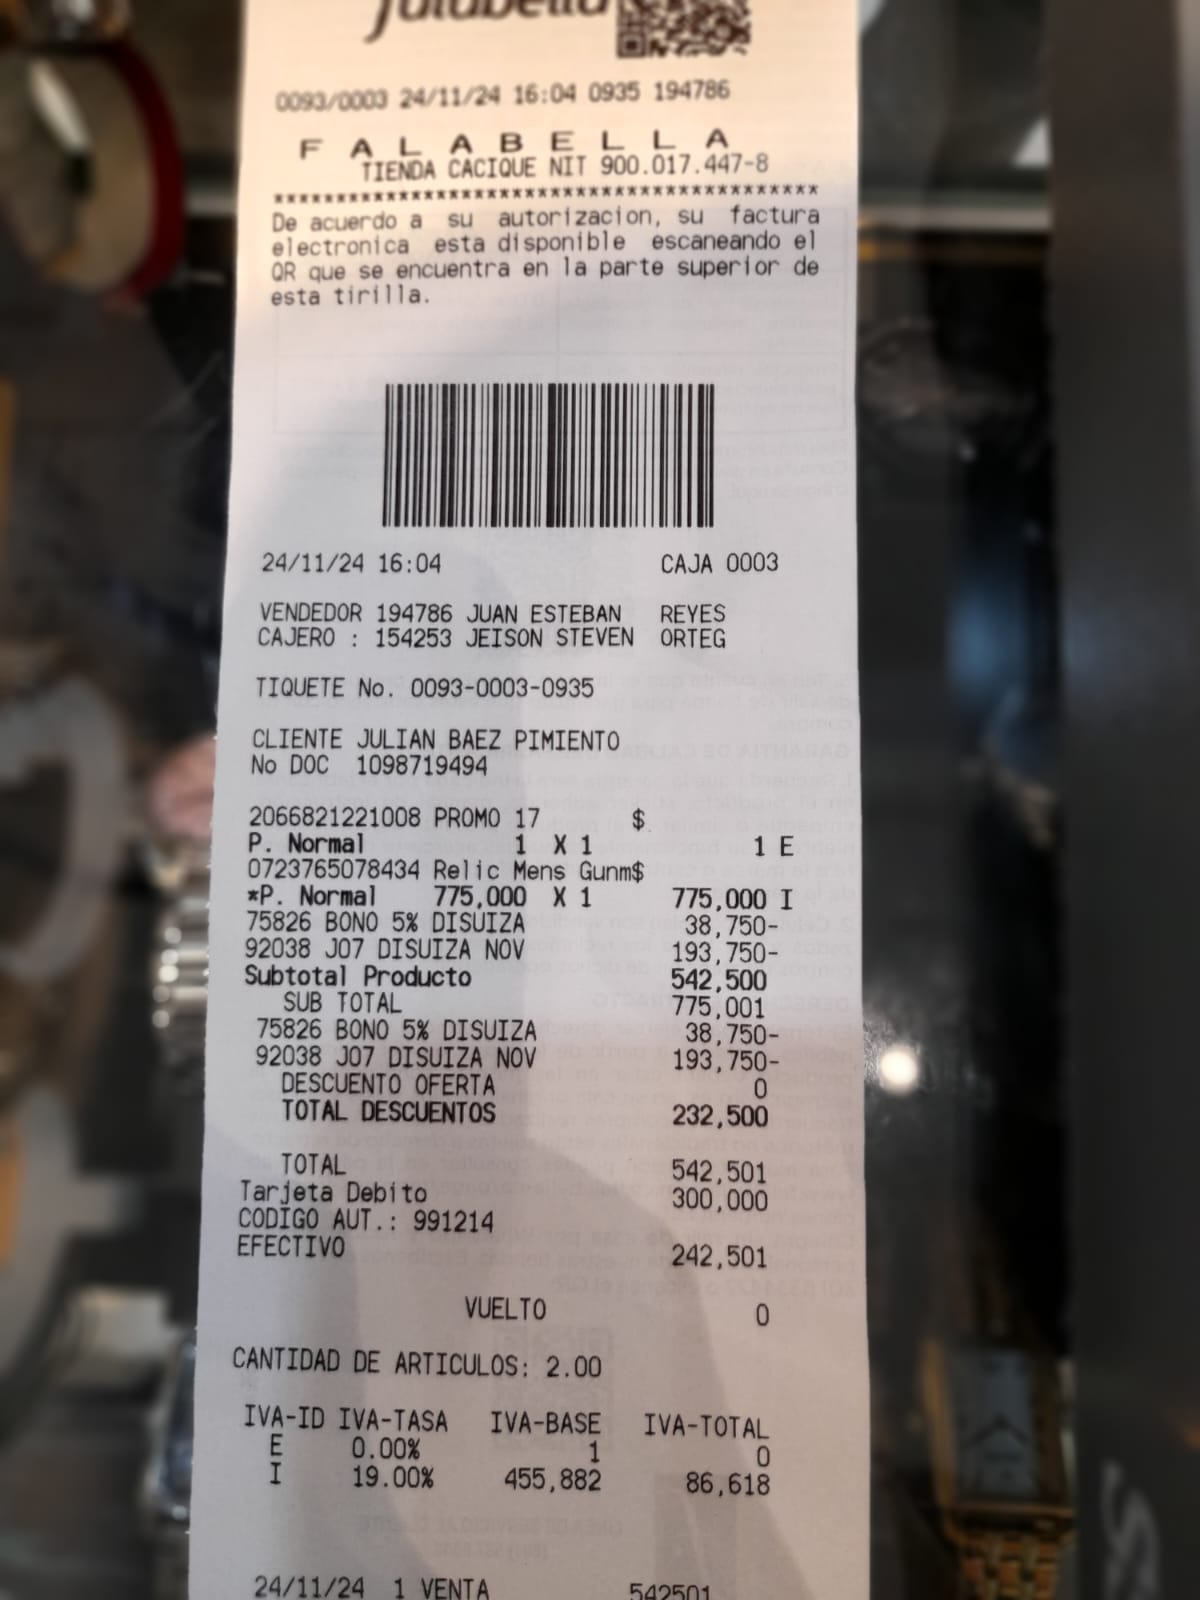 falabella
0093/0003 24/11/24 16:04 0935 194786
F A L A B E L L A
TIENDA CACIQUE NIT 900.017.447-8
******************************************
De acuerdo a su autorizacion, su factura
electronica esta disponible escaneando el
QR que se encuentra en la parte superior de
esta tirilla.
24/11/24 16:04 CAJA 0003
VENDEDOR 194786 JUAN ESTEBAN REYES
CAJERO : 154253 JEISON STEVEN ORTEG
TIQUETE No. 0093-0003-0935
CLIENTE JULIAN BAEZ PIMIENTO
No DOC 1098719494
2066821221008 PROMO 17 $
P. Normal 1 X 1 1 E
0723765078434 Relic Mens Gunm$
*P. Normal 775,000 X 1 775,000 I
75826 BONO 5% DISUIZA 38,750-
92038 J07 DISUIZA NOV 193,750-
Subtotal Producto 542,500
SUB TOTAL 775,001
75826 BONO 5% DISUIZA 38,750-
92038 J07 DISUIZA NOV 193,750-
DESCUENTO OFERTA 0
TOTAL DESCUENTOS 232,500
TOTAL 542,501
Tarjeta Debito 300,000
CODIGO AUT.: 991214
EFECTIVO 242,501
VUELTO 0
CANTIDAD DE ARTICULOS: 2.00
IVA-ID IVA-TASA IVA-BASE IVA-TOTAL
E 0.00% 1 0
I 19.00% 455,882 86,618
24/11/24 1 VENTA 542501